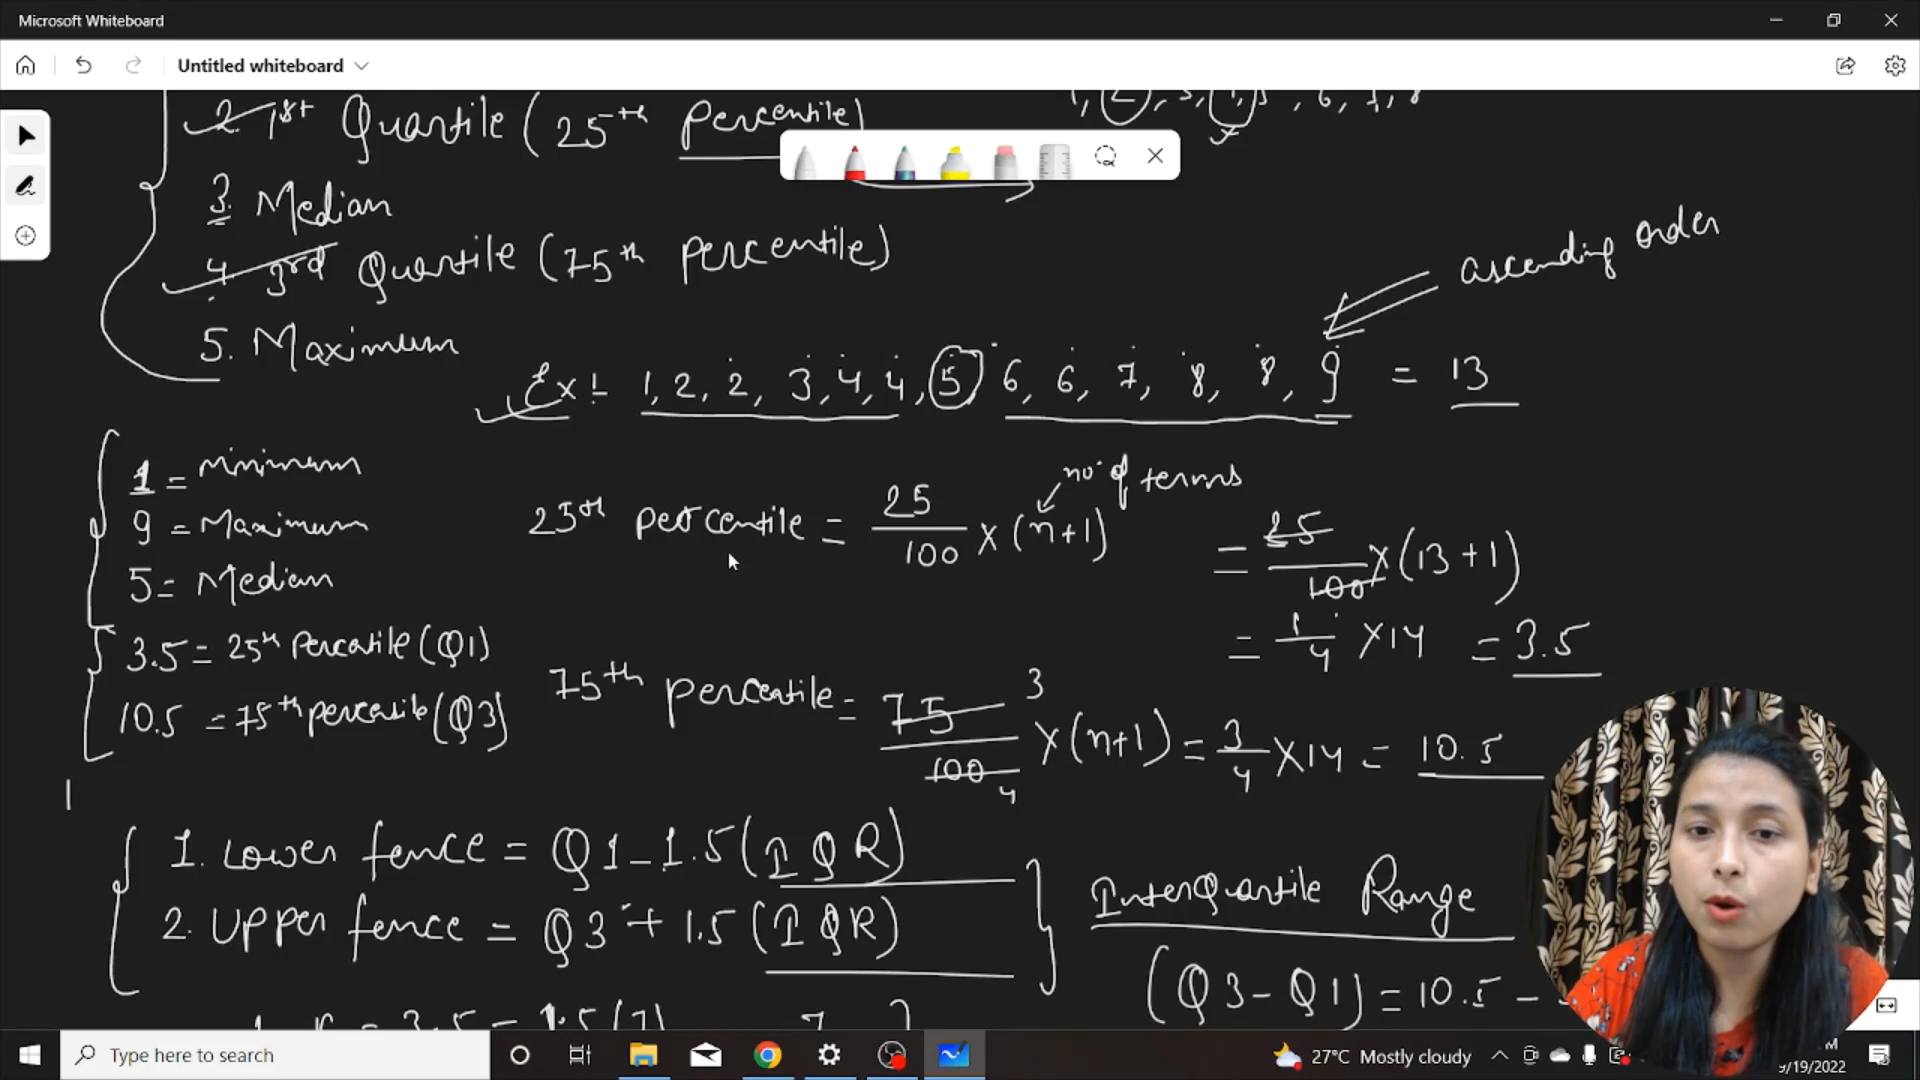 Microsoft Whiteboard
Untitled whiteboard
2. 1st Quartile (25th Percentile)
3. Median
4. 3rd Quartile (75th percentile)
5. Maximum
ascending order
Ex:- 1, 2, 2, 3, 4, 4, 5, 6, 6, 7, 8, 8, 9 = 13
1 = minimum
9 = Maximum
5 = Median
3.5 = 25th Percentile (Q1)
10.5 = 75th percentile (Q3)
no. of terms
25th percentile = 25/100 × (n+1)
= 25/100 × (13+1)
= 1/4 × 14 = 3.5
75th percentile = 75/100 × (n+1) = 3/4 × 14 = 10.5
3
4
1. Lower fence = Q1 - 1.5 (IQR)
2. Upper fence = Q3 + 1.5 (IQR)
InterQuartile Range
(Q3 - Q1) = 10.5 -
Type here to search
27°C Mostly cloudy
9/19/2022